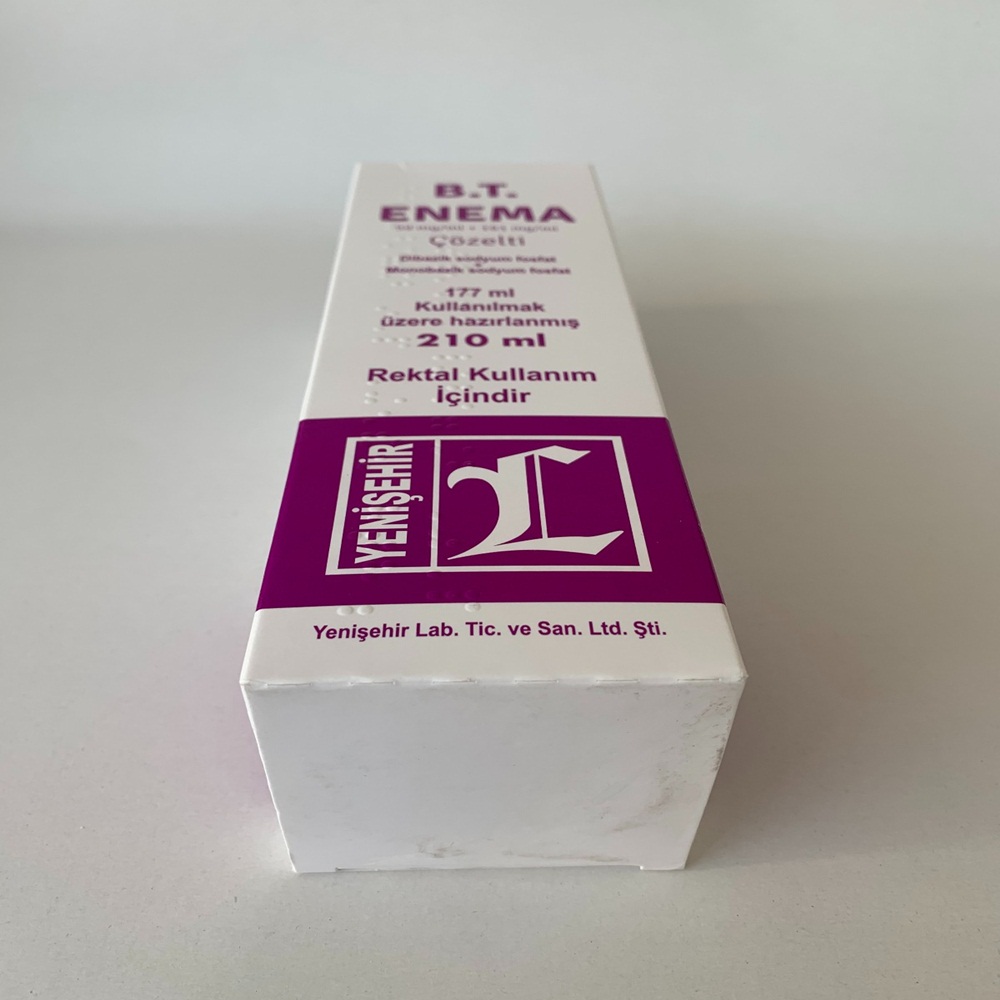 B.T.
ENEMA
Çözelti
Dibazik sodyum fosfat
Monobazik sodyum fosfat
177 ml
Kullanılmak
üzere hazırlanmış
210 ml
Rektal Kullanım
İçindir
YENİŞEHİR
Yenişehir Lab. Tic. ve San. Ltd. Şti.